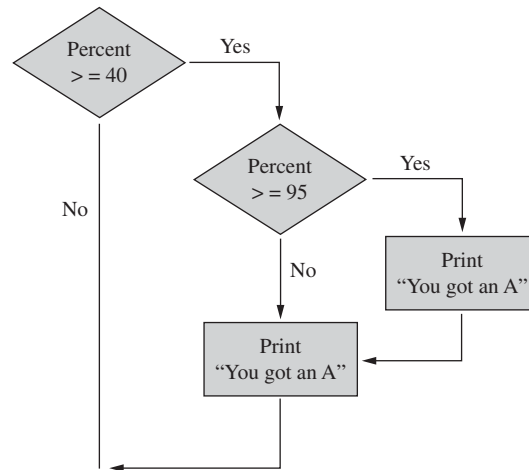 Percent
> = 40
Yes
Percent
> = 95
Yes
No
No
Print
“You got an A”
Print
“You got an A”